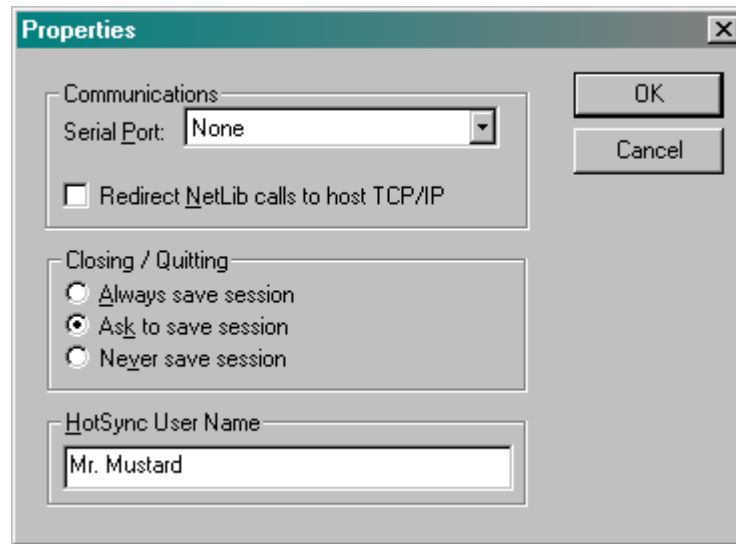 Properties
Communications
Serial Port: None
Redirect NetLib calls to host TCP/IP
Closing / Quitting
Always save session
Ask to save session
Never save session
HotSync User Name
Mr. Mustard
OK
Cancel